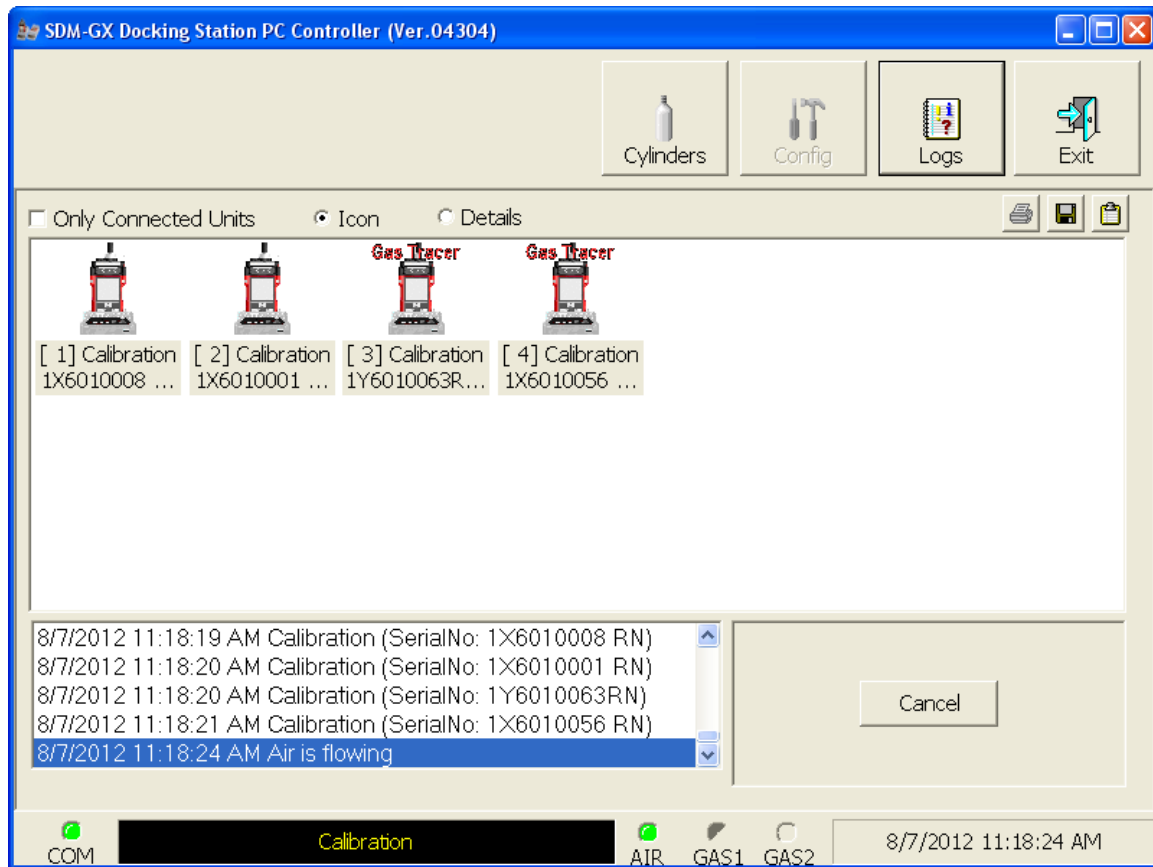 SDM-GX Docking Station PC Controller (Ver.04304)
Cylinders
Config
Logs
Exit
Only Connected Units
Icon
Details
Gas Tracer
Gas Tracer
[ 1] Calibration
1X6010008 ...
[ 2] Calibration
1X6010001 ...
[ 3] Calibration
1Y6010063R...
[ 4] Calibration
1X6010056 ...
8/7/2012 11:18:19 AM Calibration (SerialNo: 1X6010008 RN)
8/7/2012 11:18:20 AM Calibration (SerialNo: 1X6010001 RN)
8/7/2012 11:18:20 AM Calibration (SerialNo: 1Y6010063RN)
8/7/2012 11:18:21 AM Calibration (SerialNo: 1X6010056 RN)
8/7/2012 11:18:24 AM Air is flowing
Cancel
COM
Calibration
AIR
GAS1
GAS2
8/7/2012 11:18:24 AM